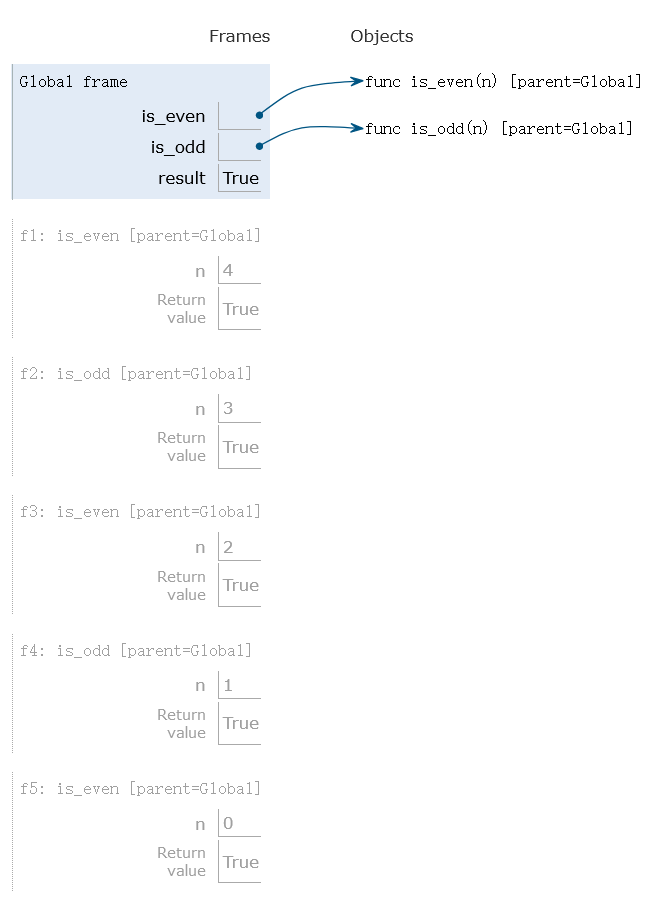 Frames Objects
Global frame
func is_even(n) [parent=Global]
is_even
func is_odd(n) [parent=Global]
is_odd
result True
f1: is_even [parent=Global]
n 4
Return
value True
f2: is_odd [parent=Global]
n 3
Return
value True
f3: is_even [parent=Global]
n 2
Return
value True
f4: is_odd [parent=Global]
n 1
Return
value True
f5: is_even [parent=Global]
n 0
Return
value True